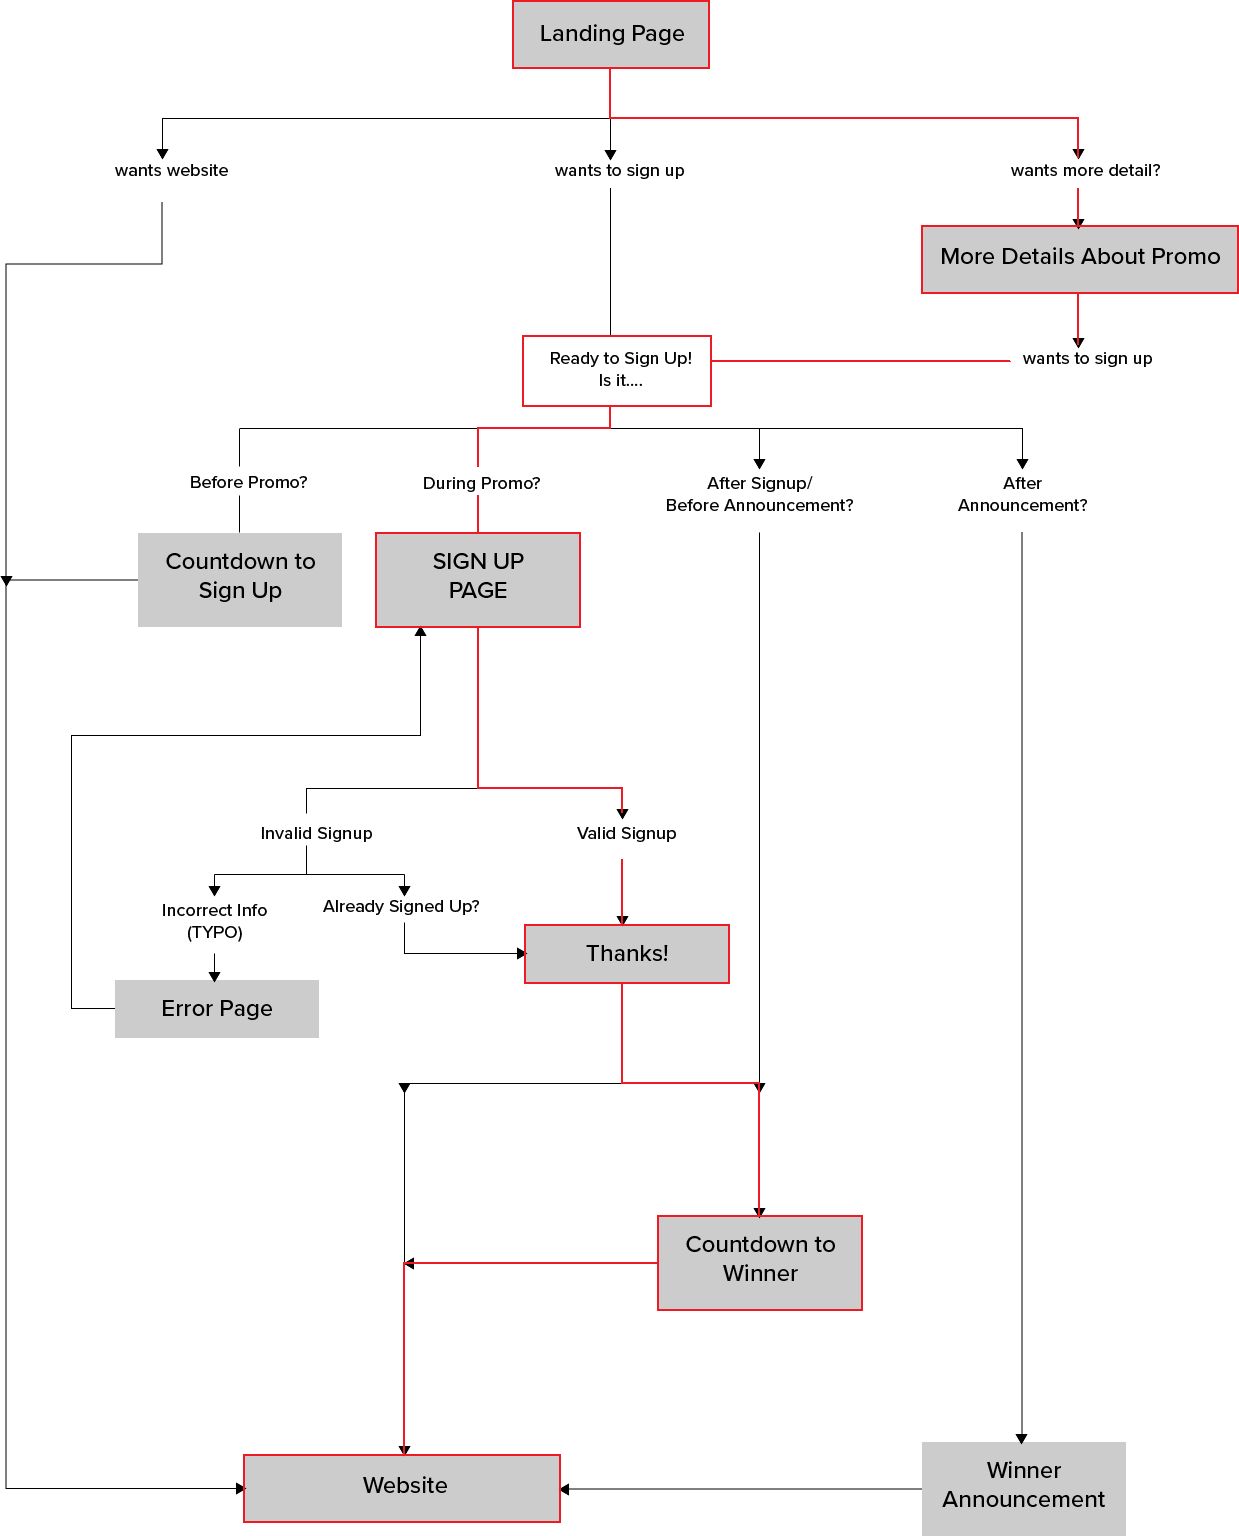 Landing Page
wants website
wants to sign up
wants more detail?
More Details About Promo
Ready to Sign Up!
Is it....
wants to sign up
Before Promo?
During Promo?
After Signup/
Before Announcement?
After
Announcement?
Countdown to
Sign Up
SIGN UP
PAGE
Invalid Signup
Valid Signup
Incorrect Info
(TYPO)
Already Signed Up?
Thanks!
Error Page
Countdown to
Winner
Website
Winner
Announcement